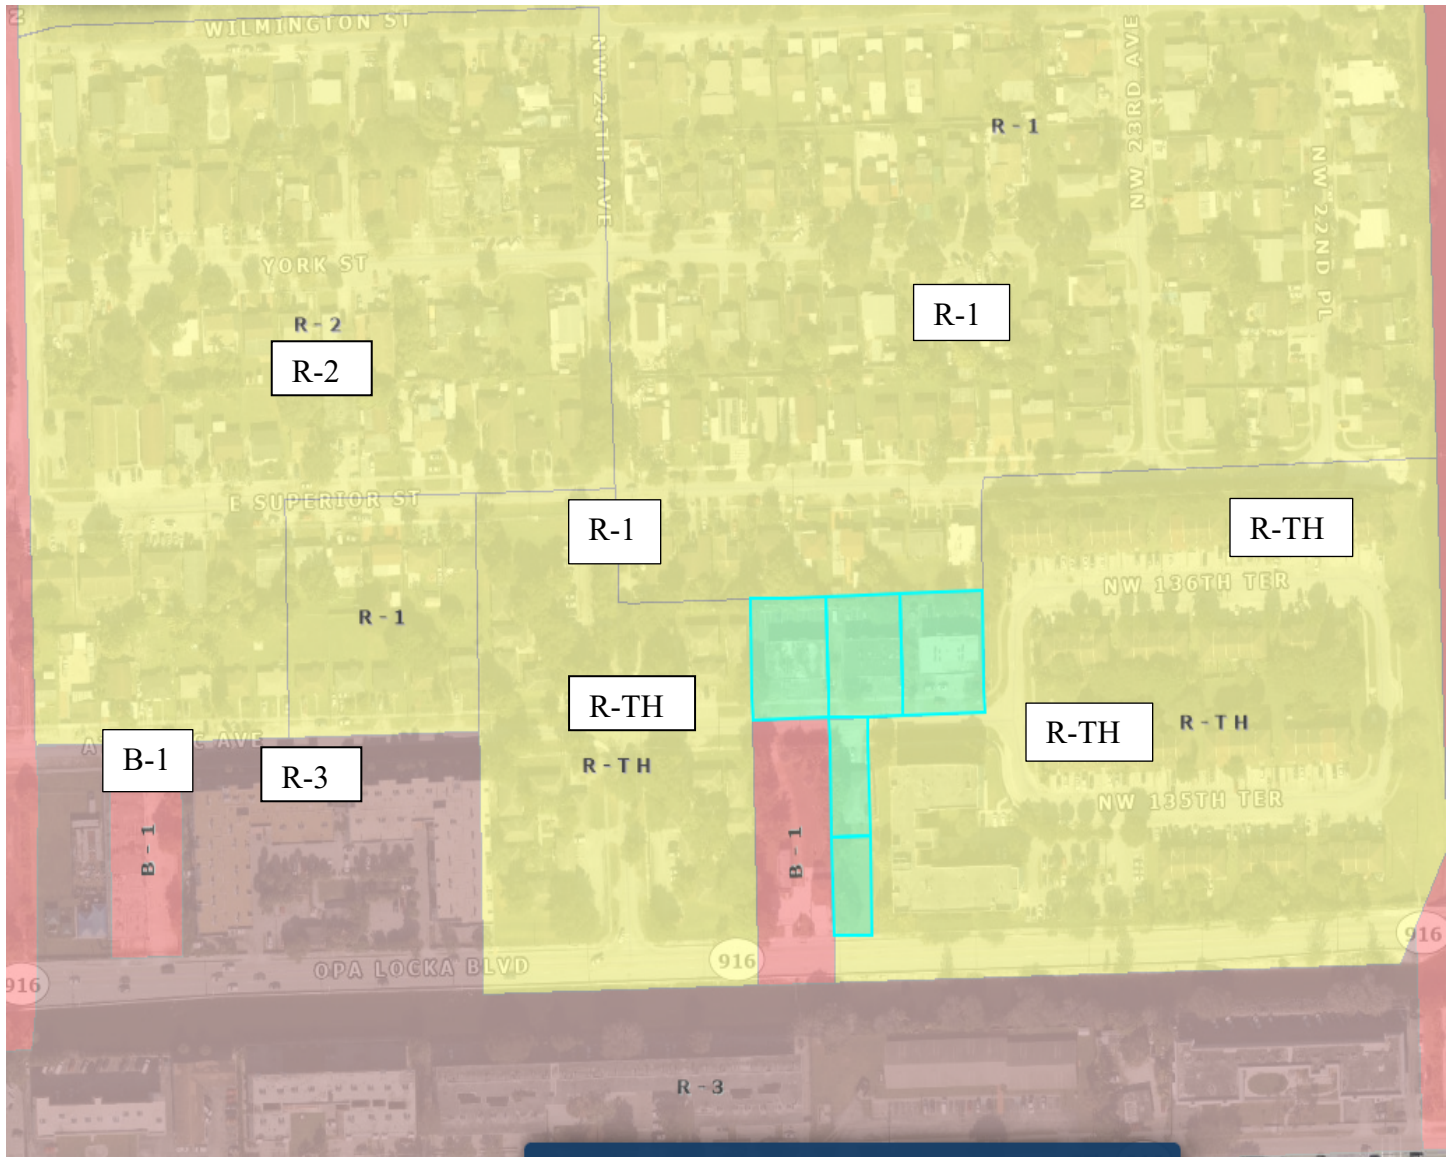 WILMINGTON ST
NW 24TH AVE
NW 23RD AVE
R - 1
NW 22ND PL
YORK ST
R-1
R - 2
R-2
E SUPERIOR ST
R-1
R-TH
NW 136TH TER
R - 1
R-TH
R-TH
R - TH
AVE
B-1
R-3
R - TH
NW 135TH TER
B - 1
B - 1
916
OPA LOCKA BLVD
916
916
R - 3